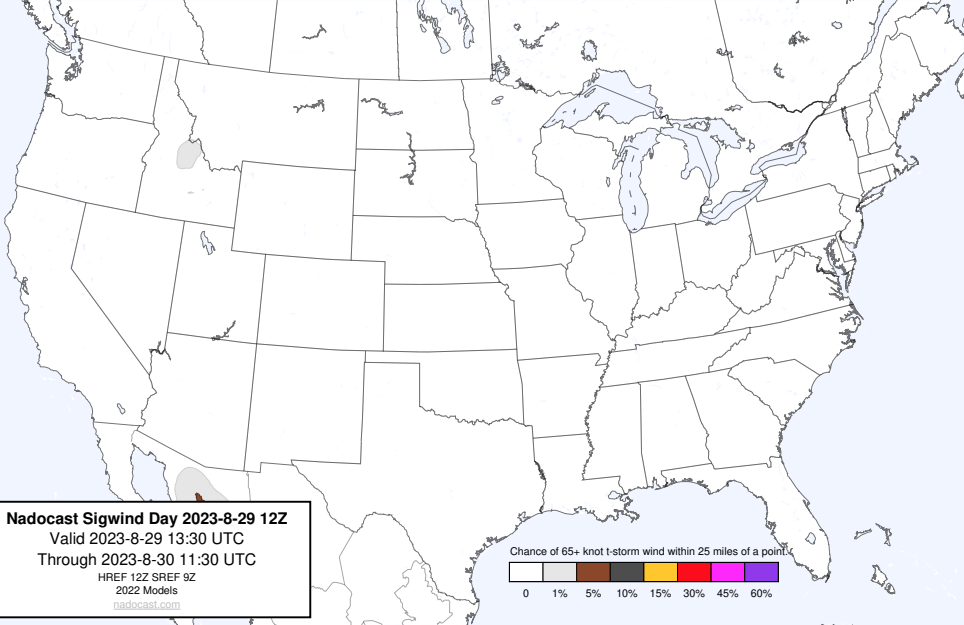 Nadocast Sigwind Day 2023-8-29 12Z
Valid 2023-8-29 13:30 UTC
Through 2023-8-30 11:30 UTC
HREF 12Z SREF 9Z
2022 Models
nadocast.com
Chance of 65+ knot t-storm wind within 25 miles of a point.
0 1% 5% 10% 15% 30% 45% 60%